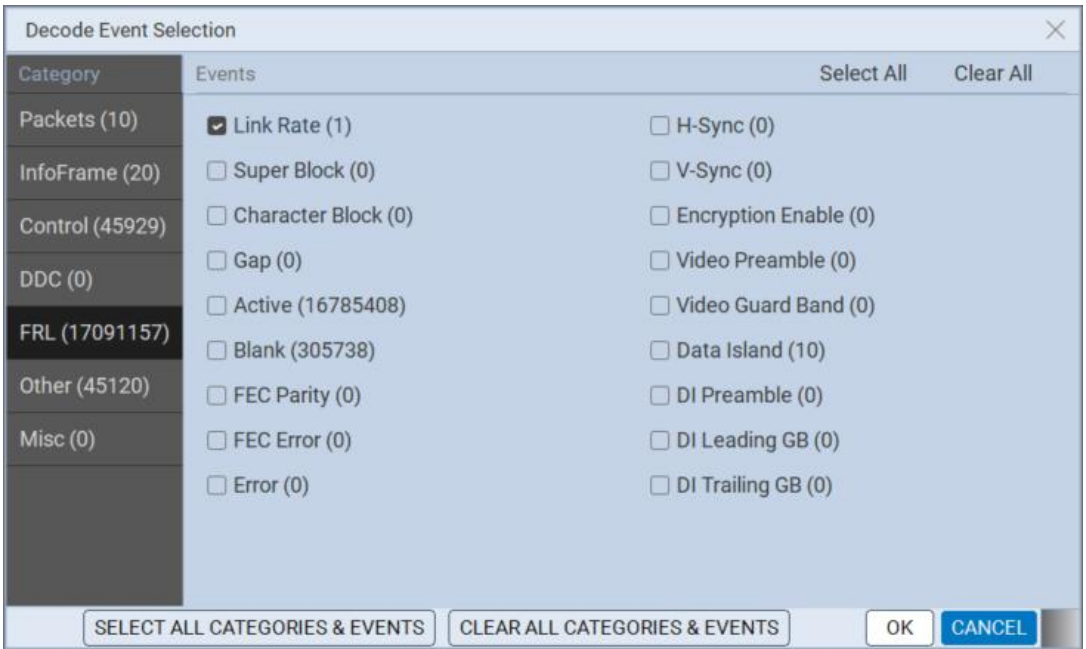 Decode Event Selection
Category
Events
Select All
Clear All
Packets (10)
InfoFrame (20)
Control (45929)
DDC (0)
FRL (17091157)
Other (45120)
Misc (0)
Link Rate (1)
Super Block (0)
Character Block (0)
Gap (0)
Active (16785408)
Blank (305738)
FEC Parity (0)
FEC Error (0)
Error (0)
H-Sync (0)
V-Sync (0)
Encryption Enable (0)
Video Preamble (0)
Video Guard Band (0)
Data Island (10)
DI Preamble (0)
DI Leading GB (0)
DI Trailing GB (0)
SELECT ALL CATEGORIES & EVENTS
CLEAR ALL CATEGORIES & EVENTS
OK
CANCEL